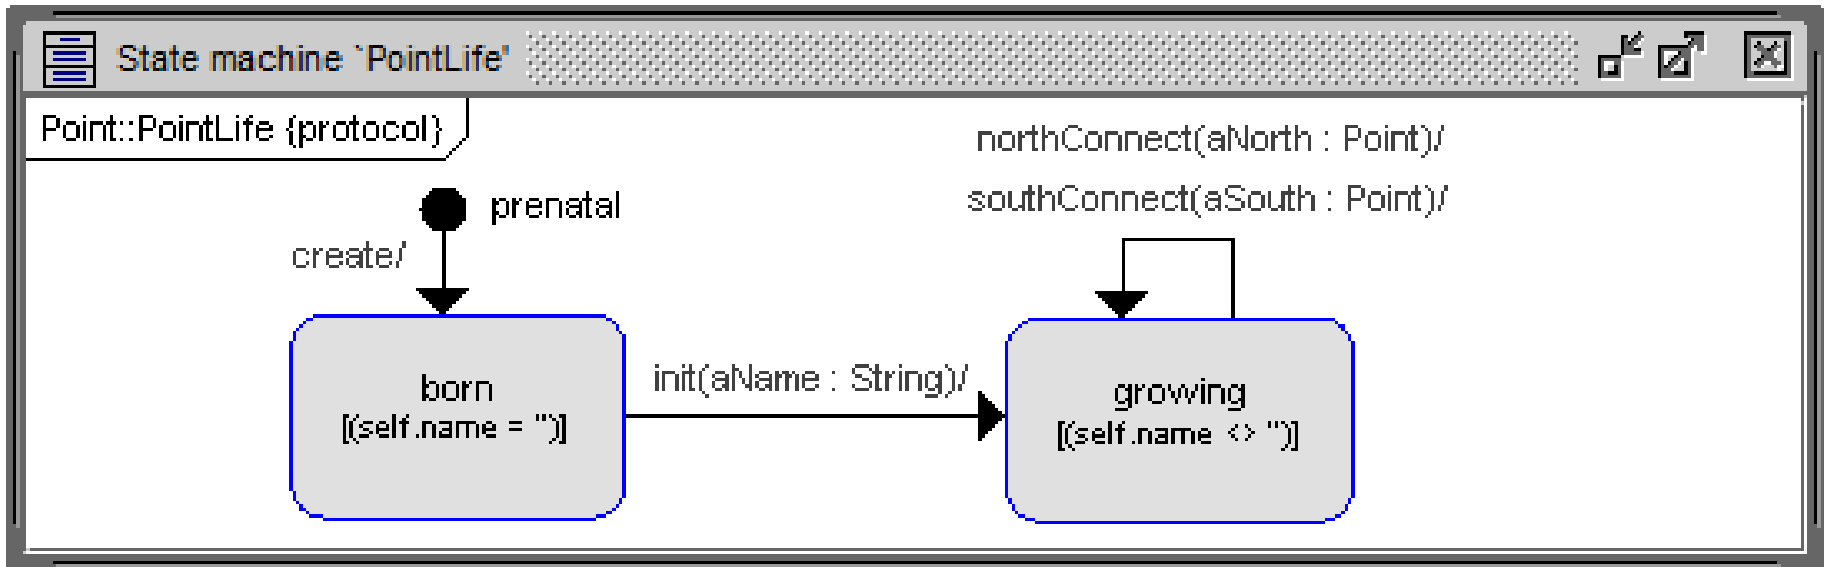 State machine `PointLife'
Point::PointLife {protocol}
northConnect(aNorth : Point)/
southConnect(aSouth : Point)/
prenatal
create/
born
[(self.name = '')]
init(aName : String)/
growing
[(self.name <> '')]